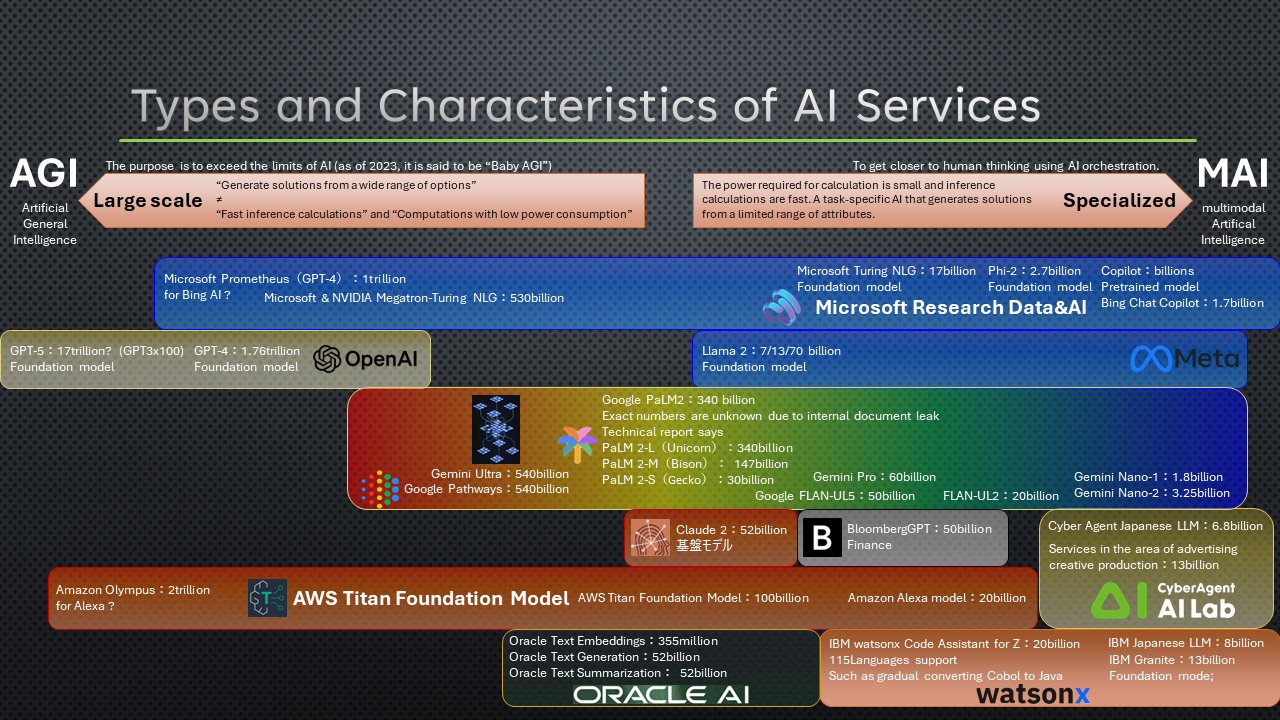 Types and Characteristics of AI Services
AGI
Artificial
General
Intelligence
The purpose is to exceed the limits of AI (as of 2023, it is said to be “Baby AGI”)
Large scale
“Generate solutions from a wide range of options”
≠
“Fast inference calculations” and “Computations with low power consumption”
To get closer to human thinking using AI orchestration.
The power required for calculation is small and inference
calculations are fast. A task-specific AI that generates solutions
from a limited range of attributes.
Specialized
MAI
multimodal
Artifical
Intelligence
Microsoft Prometheus（GPT-4）：1trillion
for Bing AI？
Microsoft & NVIDIA Megatron-Turing NLG：530billion
Microsoft Turing NLG：17billion
Foundation model
Phi-2：2.7billion
Foundation model
Copilot：billions
Pretrained model
Bing Chat Copilot：1.7billion
Microsoft Research Data&AI
GPT-5：17trillion? (GPT3x100)
Foundation model
GPT-4：1.76trillion
Foundation model
OpenAI
Llama 2：7/13/70 billion
Foundation model
Meta
Google PaLM2：340 billion
Exact numbers are unknown due to internal document leak
Technical report says
PaLM 2-L（Unicorn）：340billion
PaLM 2-M（Bison）： 147billion
PaLM 2-S（Gecko）：30billion
Gemini Ultra：540billion
Google Pathways：540billion
Gemini Pro：60billion
Google FLAN-UL5：50billion
FLAN-UL2：20billion
Gemini Nano-1：1.8billion
Gemini Nano-2：3.25billion
Claude 2：52billion
基盤モデル
B
BloombergGPT：50billion
Finance
Cyber Agent Japanese LLM：6.8billion
Services in the area of advertising
creative production：13billion
CyberAgent
AI Lab
Amazon Olympus：2trillion
for Alexa？
T
AWS Titan Foundation Model
AWS Titan Foundation Model：100billion
Amazon Alexa model：20billion
Oracle Text Embeddings：355million
Oracle Text Generation：52billion
Oracle Text Summarization： 52billion
ORACLE AI
IBM watsonx Code Assistant for Z：20billion
115Languages support
Such as gradual converting Cobol to Java
IBM Japanese LLM：8billion
IBM Granite：13billion
Foundation mode;
watsonx